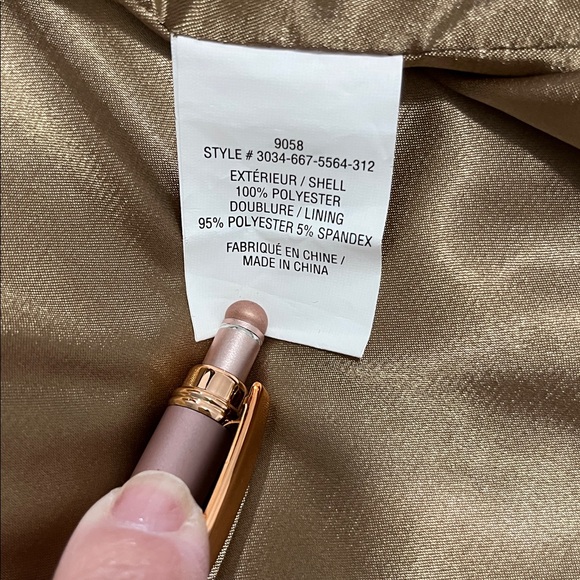 9058
STYLE # 3034-667-5564-312
EXTÉRIEUR / SHELL
100% POLYESTER
DOUBLURE / LINING
95% POLYESTER 5% SPANDEX
FABRIQUÉ EN CHINE /
MADE IN CHINA